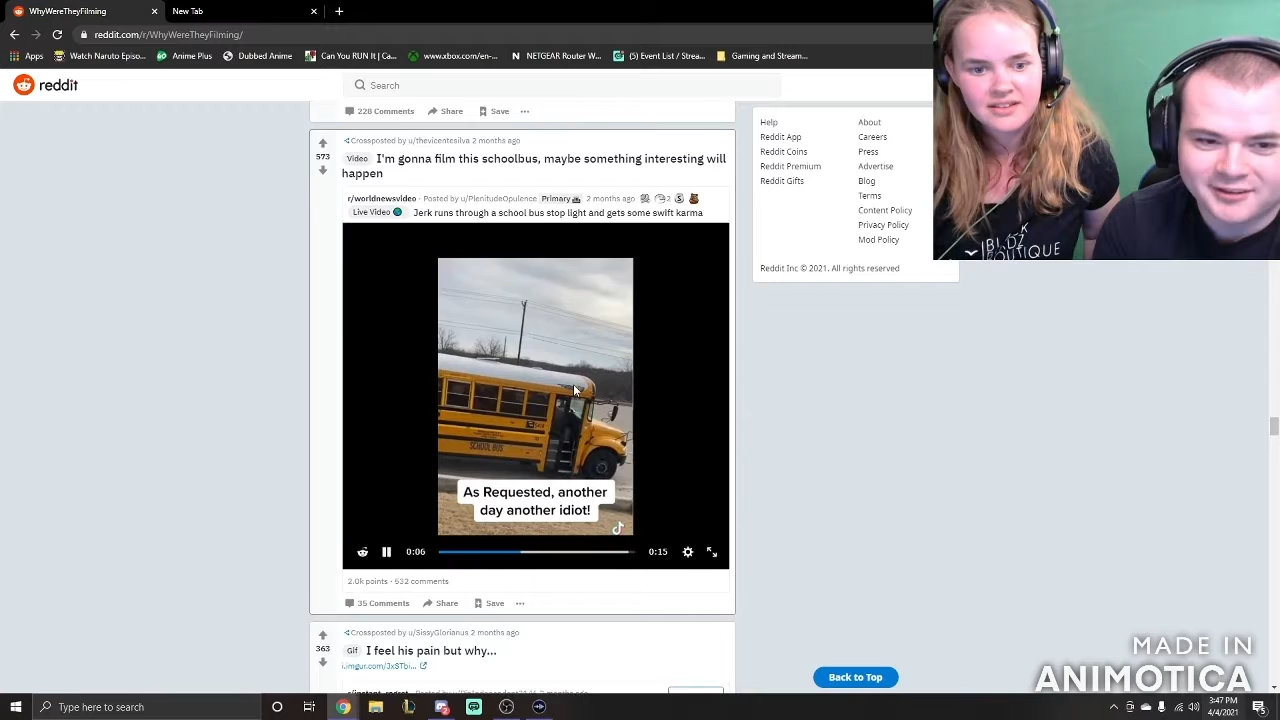 WhyWereTheyFilming
New Tab
reddit.com/r/WhyWereTheyFilming/
Apps
Watch Naruto Episo...
Anime Plus
Dubbed Anime
Can You RUN It | Ca...
www.xbox.com/en-...
NETGEAR Router W...
(5) Event List / Strea...
Gaming and Stream...
reddit
Search
228 Comments
Share
Save
Crossposted by u/thevicentesilva 2 months ago
573
Video I'm gonna film this schoolbus, maybe something interesting will
happen
r/worldnewsvideo · Posted by u/PlenitudeOpulence Primary 2 months ago 2
Live Video Jerk runs through a school bus stop light and gets some swift karma
SCHOOL BUS
As Requested, another
day another idiot!
0:06
0:15
2.0k points · 532 comments
35 Comments
Share
Save
Crossposted by u/SissyGlorianus 2 months ago
363
Gif I feel his pain but why...
Help
About
Reddit App
Careers
Reddit Coins
Press
Reddit Premium
Advertise
Reddit Gifts
Blog
Terms
Content Policy
Privacy Policy
Mod Policy
Reddit Inc © 2021. All rights reserved
BOUTIQUE
Back to Top
MADE IN
ANIMOTICA
Type here to search
3:47 PM
4/4/2021
5